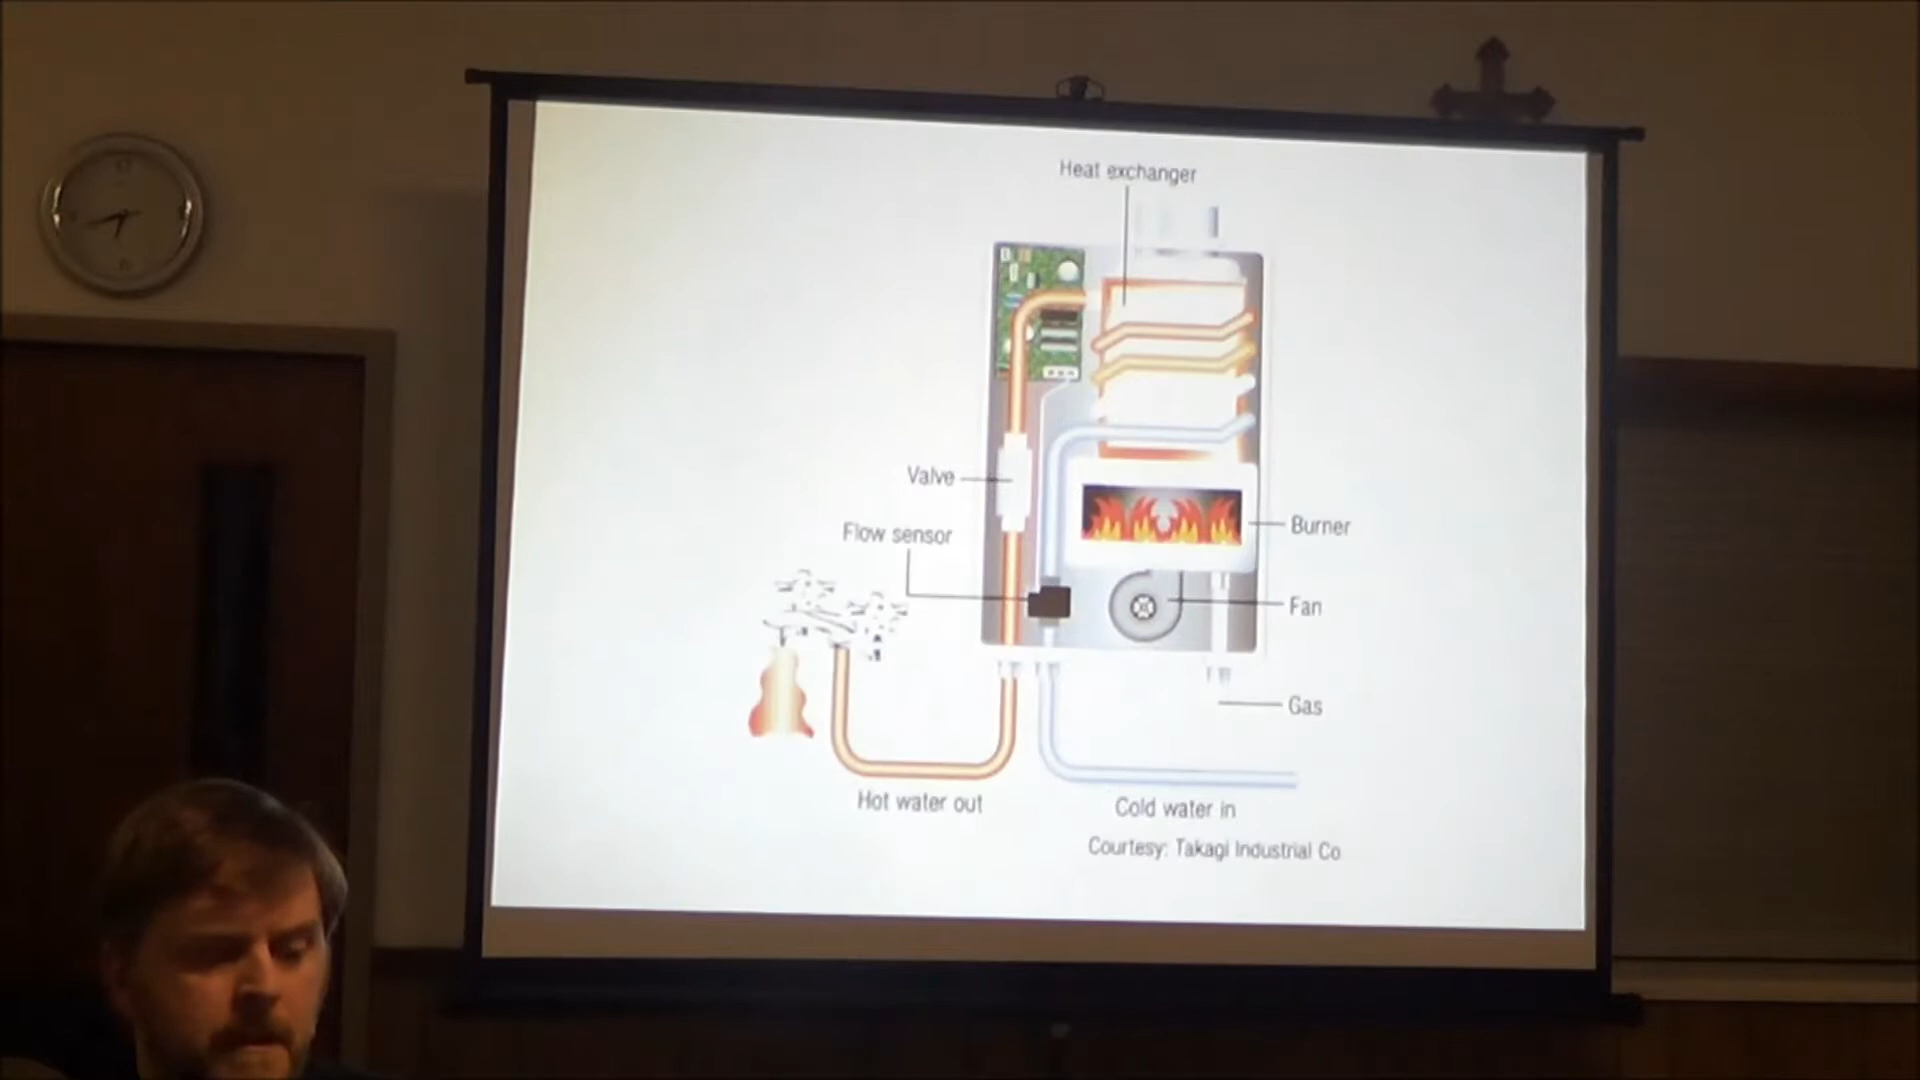 Heat exchanger
Valve
Flow sensor
Burner
Fan
Gas
Hot water out
Cold water in
Courtesy: Takagi Industrial Co